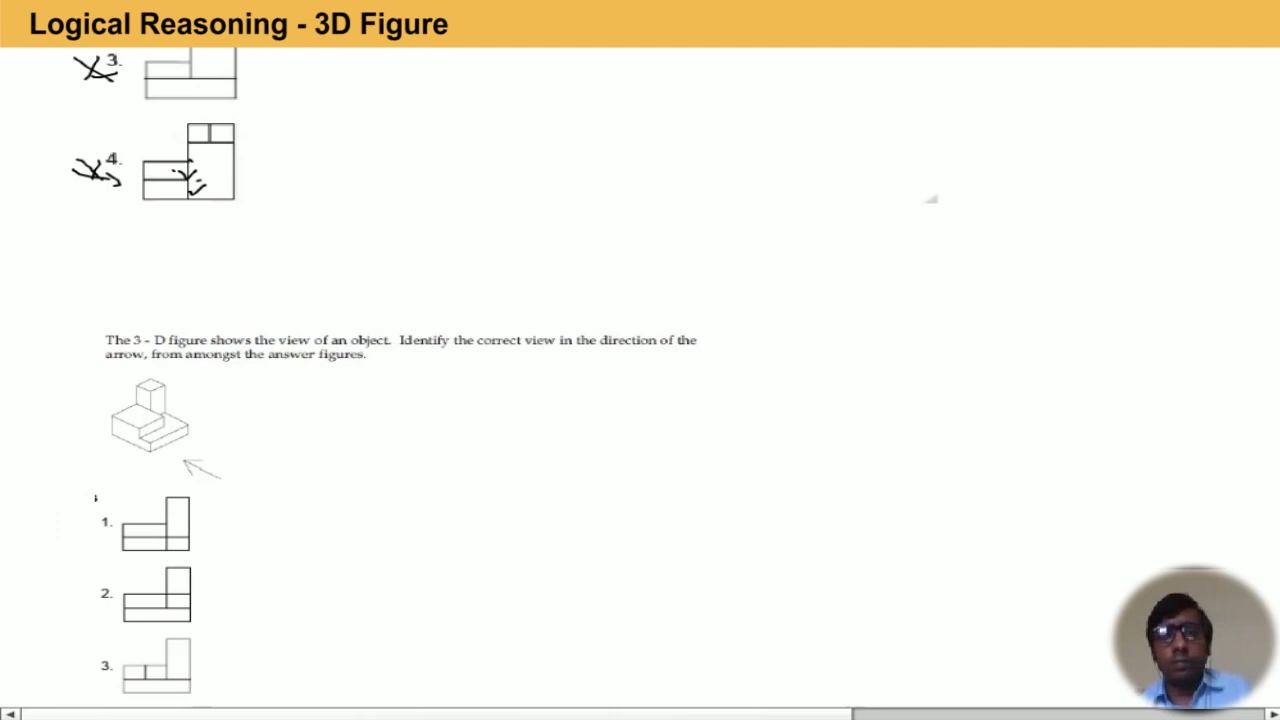 Logical Reasoning - 3D Figure
3.
4.
The 3 - D figure shows the view of an object. Identify the correct view in the direction of the
arrow, from amongst the answer figures.
1.
2.
3.